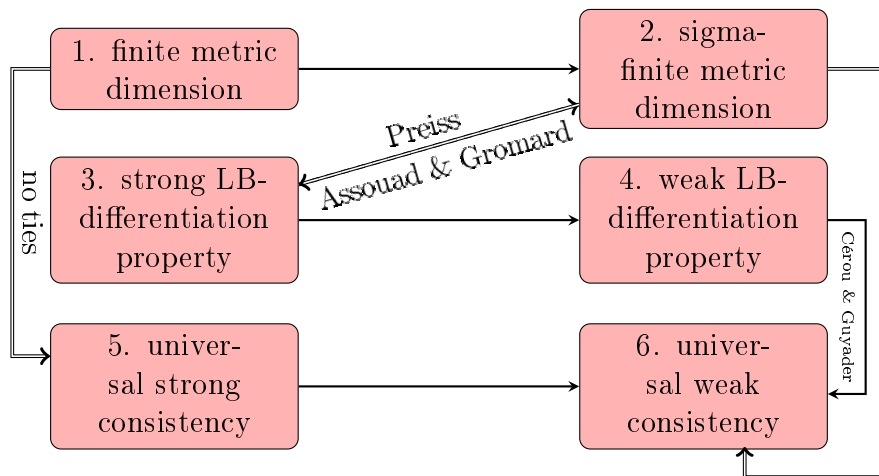 1. finite metric
dimension
2. sigma-
finite metric
dimension
Preiss
Assouad & Gromard
no ties
3. strong LB-
differentiation
property
4. weak LB-
differentiation
property
Cérou & Guyader
5. univer-
sal strong
consistency
6. univer-
sal weak
consistency